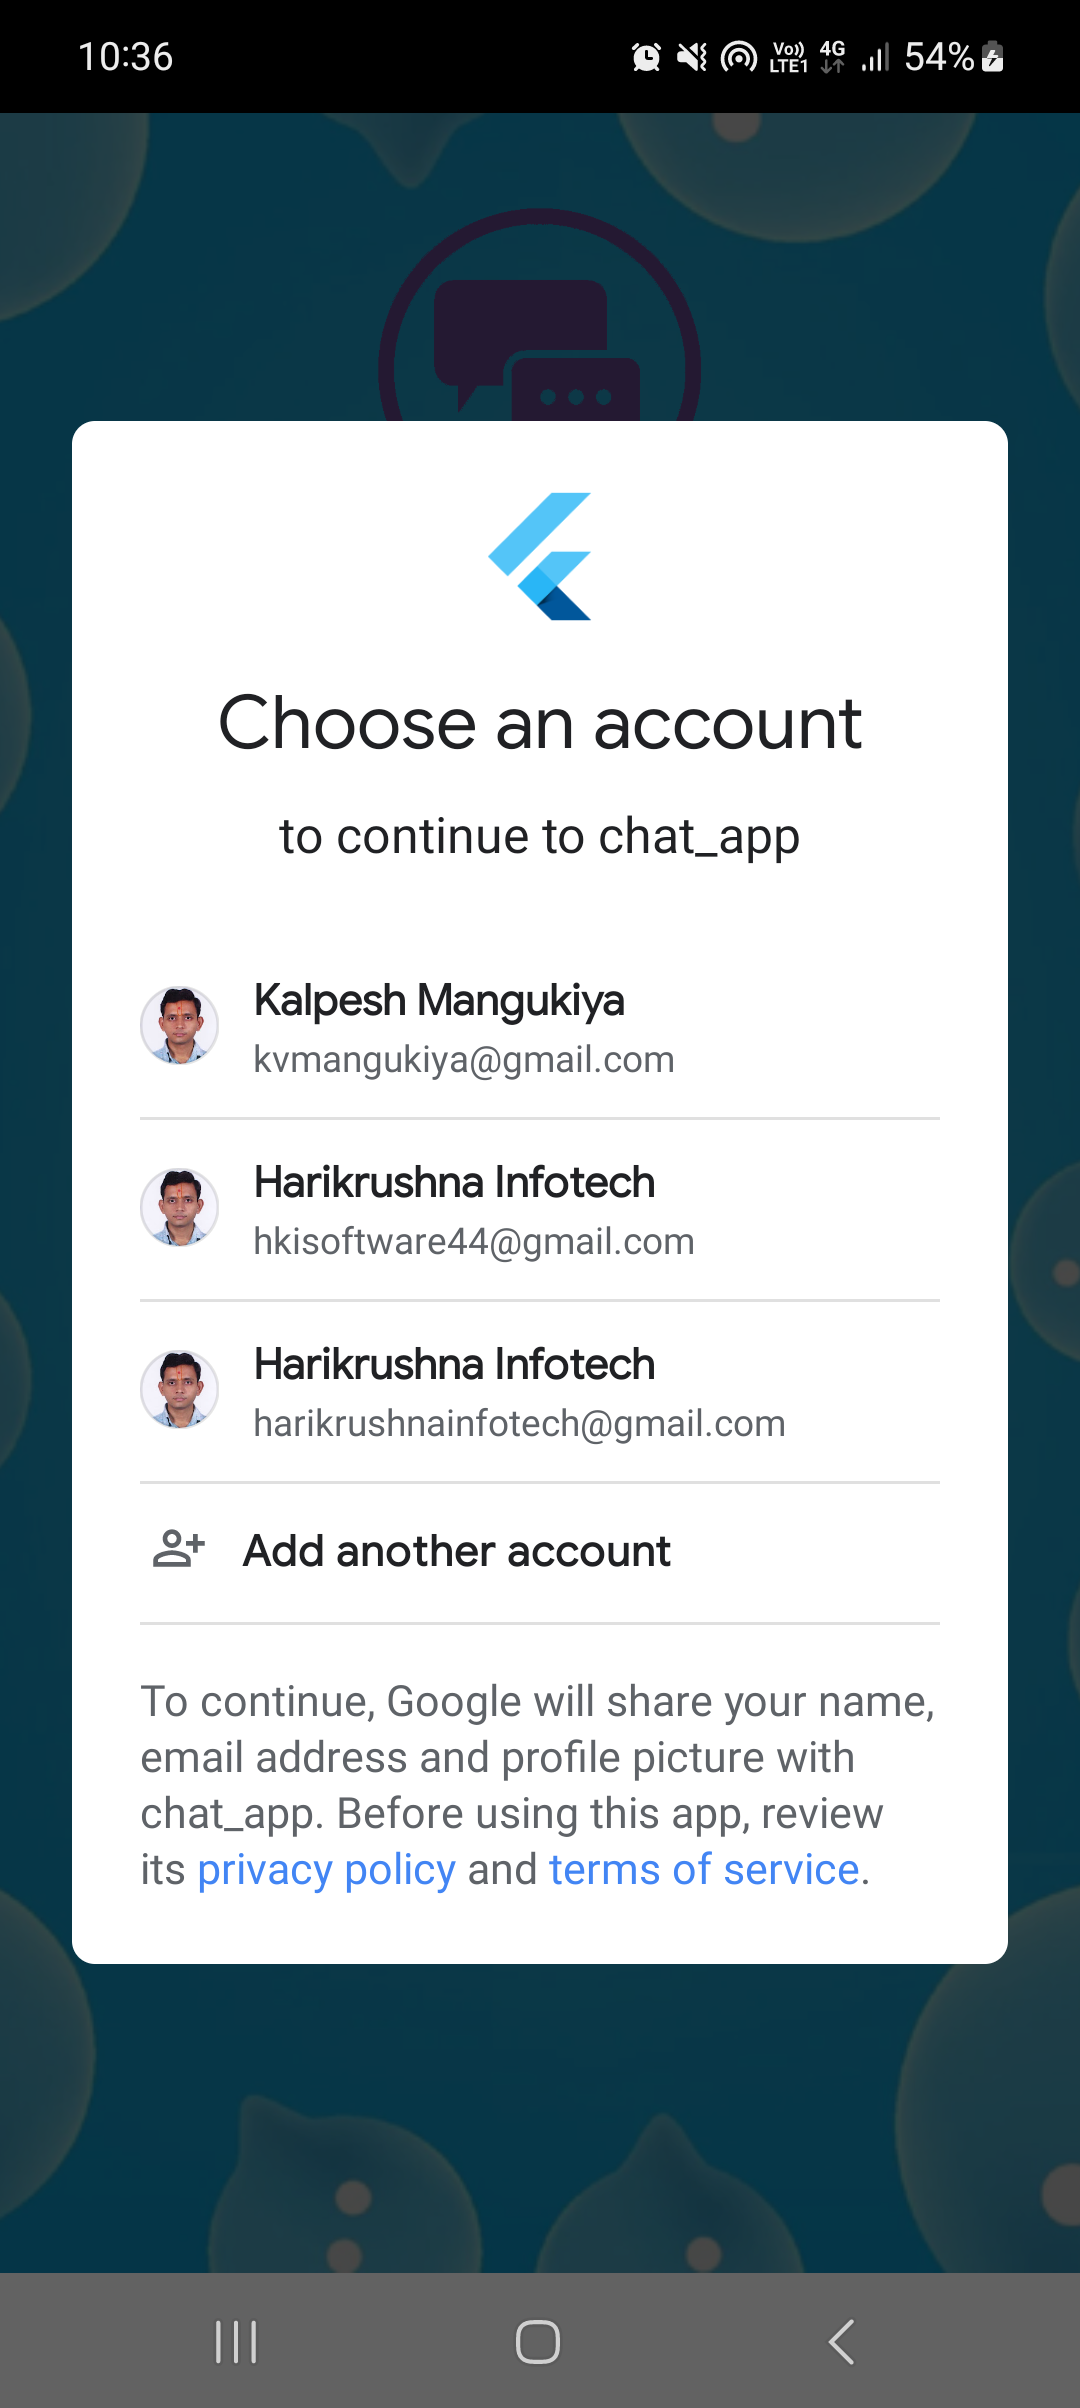 10:36
Vo)) LTE1 4G 54%
Choose an account
to continue to chat_app
Kalpesh Mangukiya
kvmangukiya@gmail.com
Harikrushna Infotech
hkisoftware44@gmail.com
Harikrushna Infotech
harikrushnainfotech@gmail.com
Add another account
To continue, Google will share your name,
email address and profile picture with
chat_app. Before using this app, review
its privacy policy and terms of service.